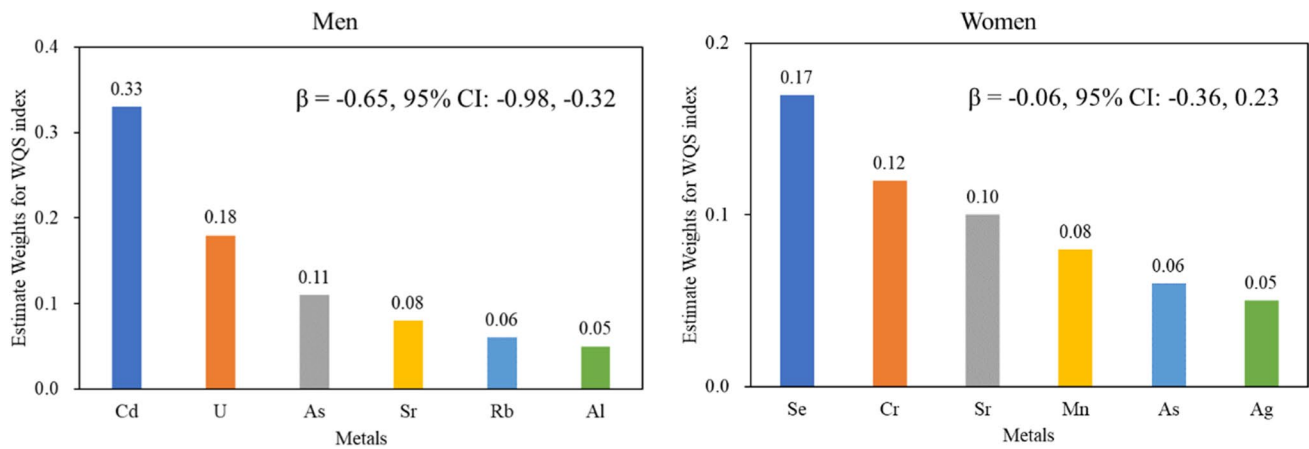 Men
Estimate Weights for WQS index
0.4
0.3
0.2
0.1
0.0
β = -0.65, 95% CI: -0.98, -0.32
0.33
0.18
0.11
0.08
0.06
0.05
Cd U As Sr Rb Al
Metals
Women
Estimate Weights for WQS index
0.2
0.1
0.0
β = -0.06, 95% CI: -0.36, 0.23
0.17
0.12
0.10
0.08
0.06
0.05
Se Cr Sr Mn As Ag
Metals